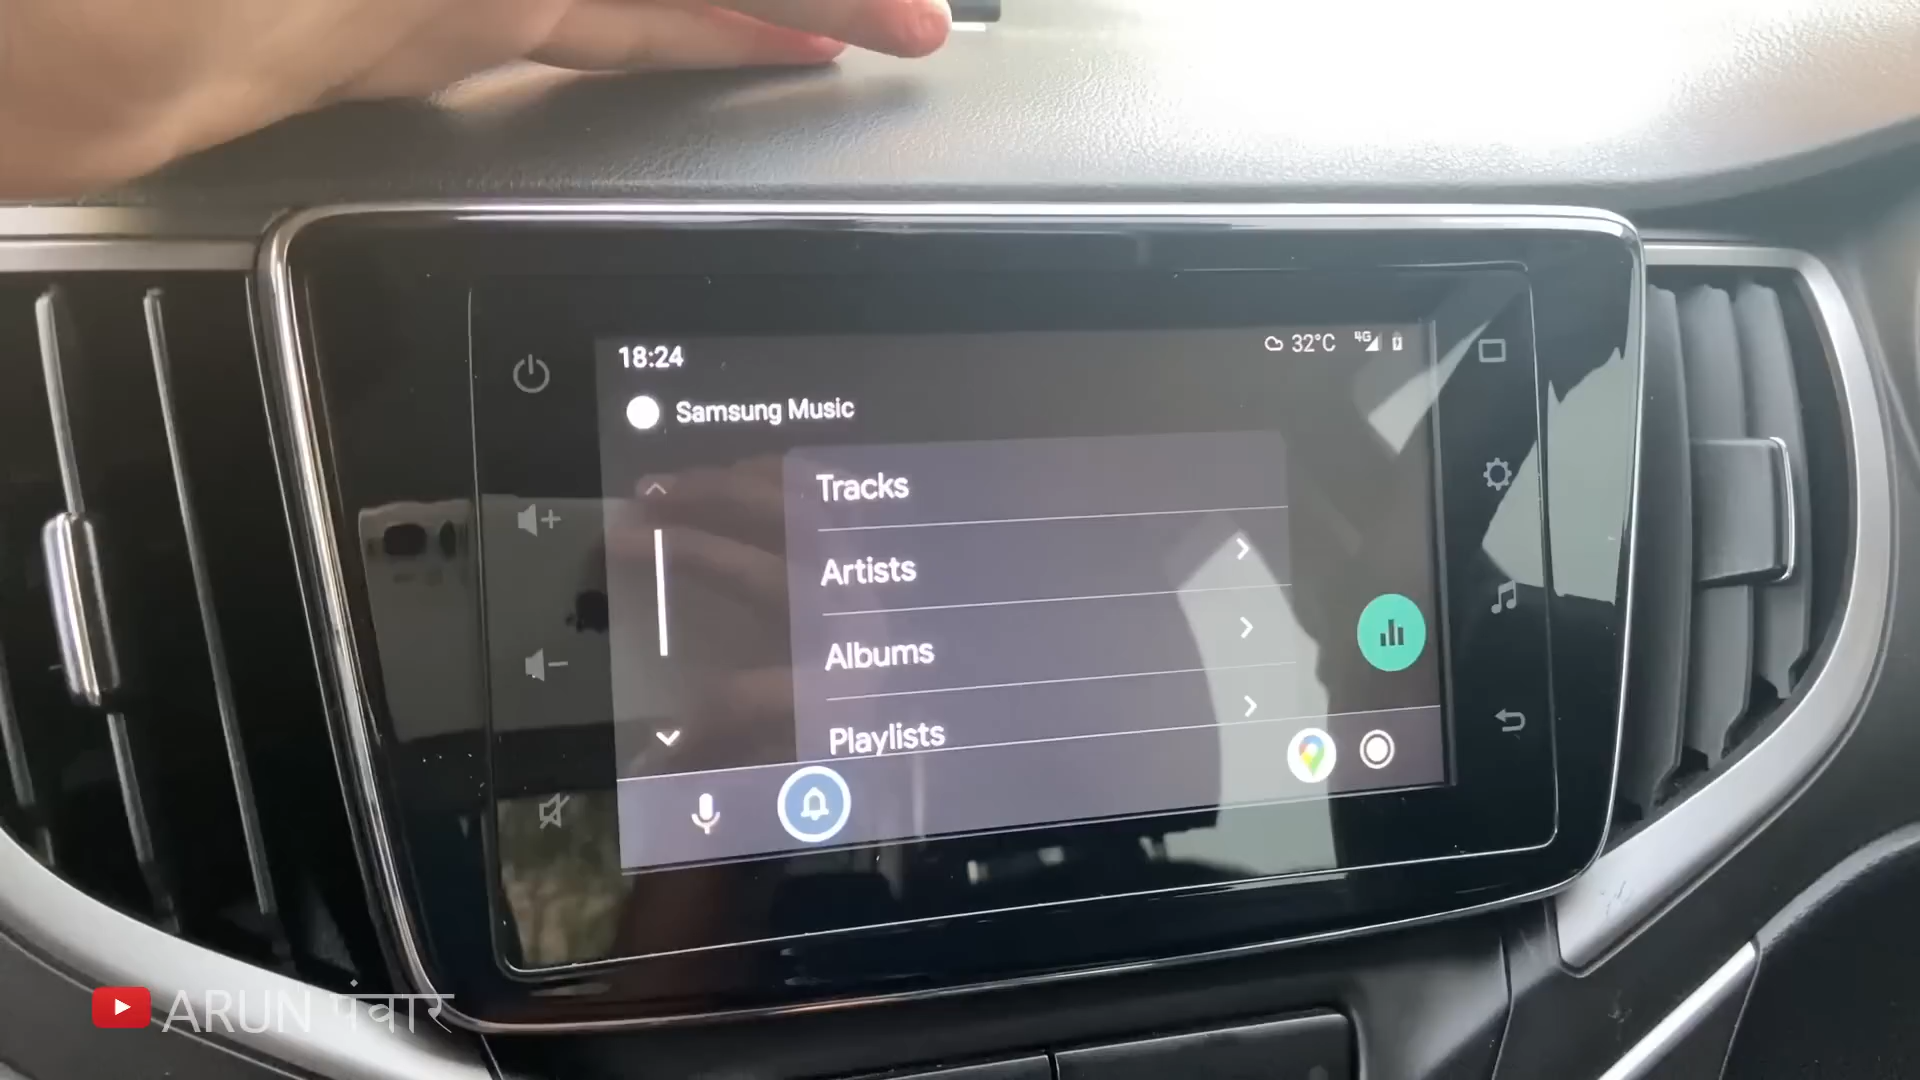 18:24
32°C 4G
Samsung Music
Tracks
Artists
Albums
Playlists
ARUN पंवार